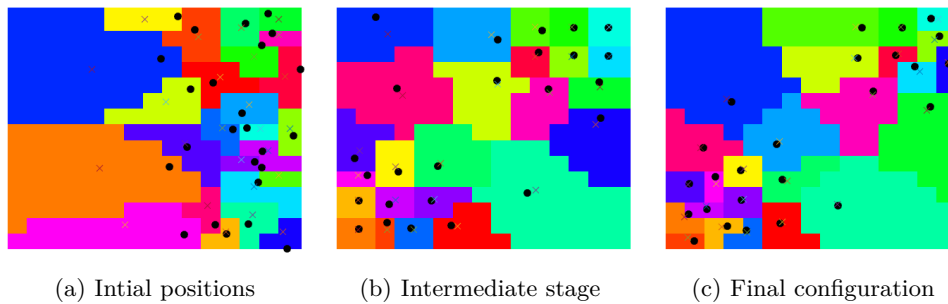 (a) Intial positions
(b) Intermediate stage
(c) Final configuration